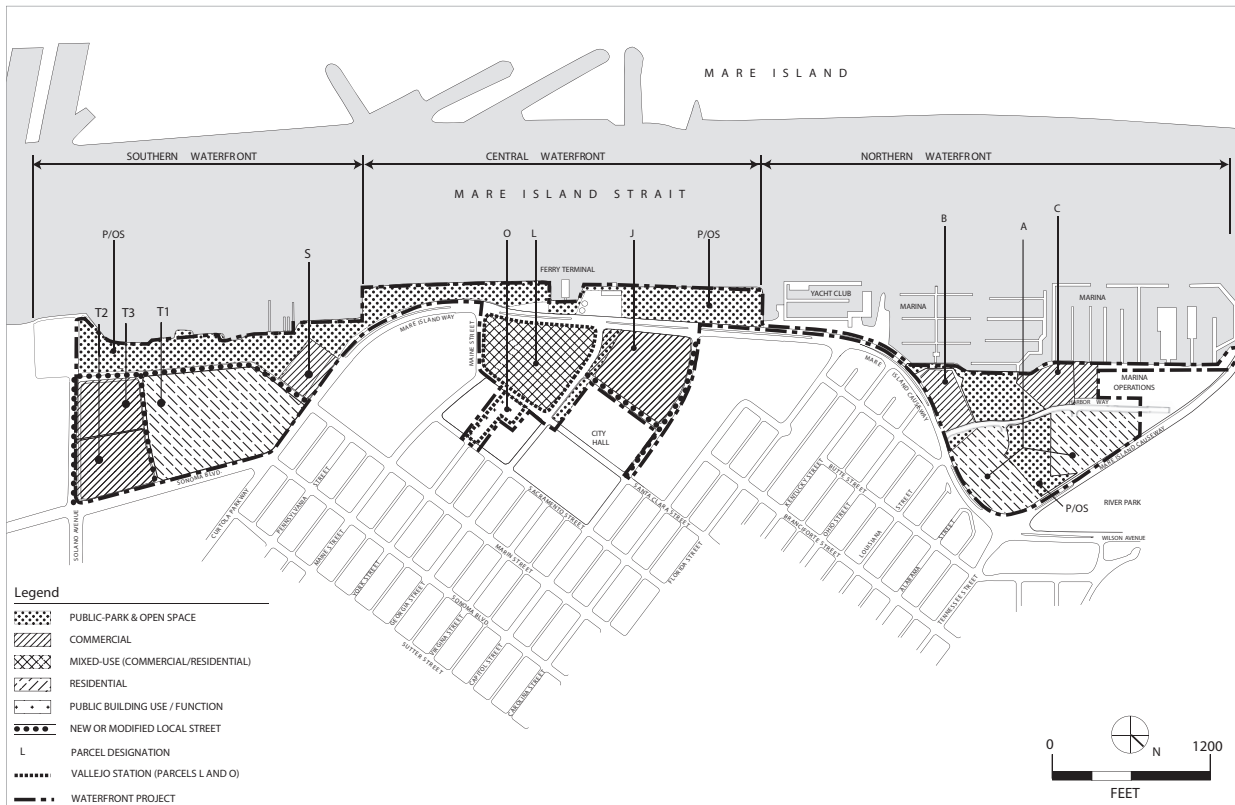 MARE ISLAND
SOUTHERN WATERFRONT
CENTRAL WATERFRONT
NORTHERN WATERFRONT
MARE ISLAND STRAIT
P/OS
S
O
L
J
P/OS
B
A
C
FERRY TERMINAL
YACHT CLUB
MARINA
MARINA
T2
T3
T1
MARE ISLAND WAY
MAINE STREET
MARE ISLAND CAUSEWAY
MARINA
OPERATIONS
HARBOR WAY
CITY
HALL
MARE ISLAND CAUSEWAY
SONOMA BLVD.
P/OS
RIVER PARK
WILSON AVENUE
SOLANO AVENUE
CURTOLA PARKWAY
PENNSYLVANIA STREET
MAINE STREET
YORK STREET
GEORGIA STREET
VIRGINIA STREET
CAPITOL STREET
CAROLINA STREET
SACRAMENTO STREET
SANTA CLARA STREET
MARIN STREET
SONOMA BLVD.
SUTTER STREET
FLORIDA STREET
KENTUCKY STREET
BUTTE STREET
OHIO STREET
BRANCIFORTE STREET
LOUISIANA STREET
ALABAMA STREET
TENNESSEE STREET
Legend
PUBLIC-PARK & OPEN SPACE
COMMERCIAL
MIXED-USE (COMMERCIAL/RESIDENTIAL)
RESIDENTIAL
PUBLIC BUILDING USE / FUNCTION
NEW OR MODIFIED LOCAL STREET
L PARCEL DESIGNATION
VALLEJO STATION (PARCELS L AND O)
WATERFRONT PROJECT
N
0 1200
FEET